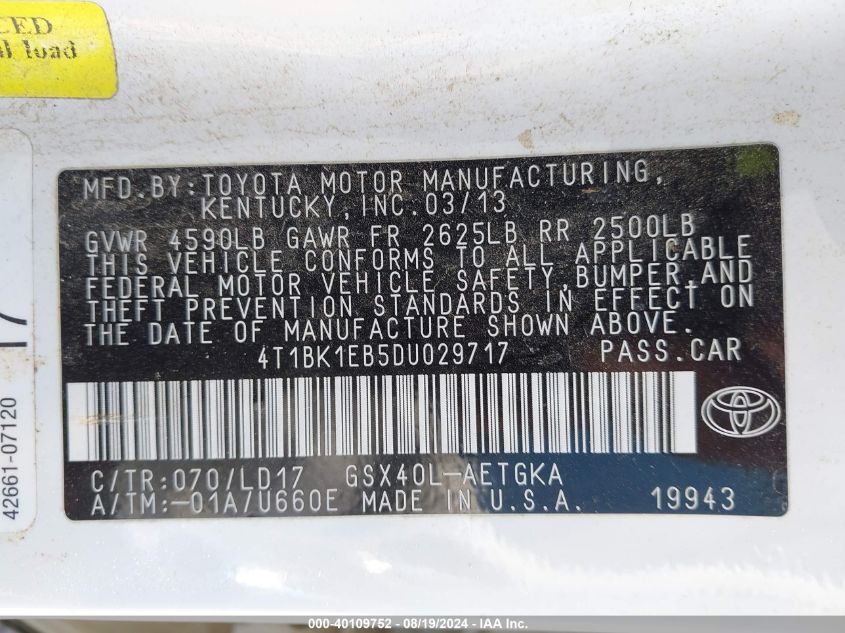 CED
al load
42661-07120
MFD.BY:TOYOTA MOTOR MANUFACTURING,
KENTUCKY,INC.03/13
GVWR 4590LB GAWR FR 2625LB RR 2500LB
THIS VEHICLE CONFORMS TO ALL APPLICABLE
FEDERAL MOTOR VEHICLE SAFETY,BUMPER,AND
THEFT PREVENTION STANDARDS IN EFFECT ON
THE DATE OF MANUFACTURE SHOWN ABOVE.
4T1BK1EB5DU029717 PASS.CAR
C/TR:070/LD17 GSX40L-AETGKA
A/TM:-01A/U660E MADE IN U.S.A. 19943
000-40109752 - 08/19/2024 - IAA Inc.